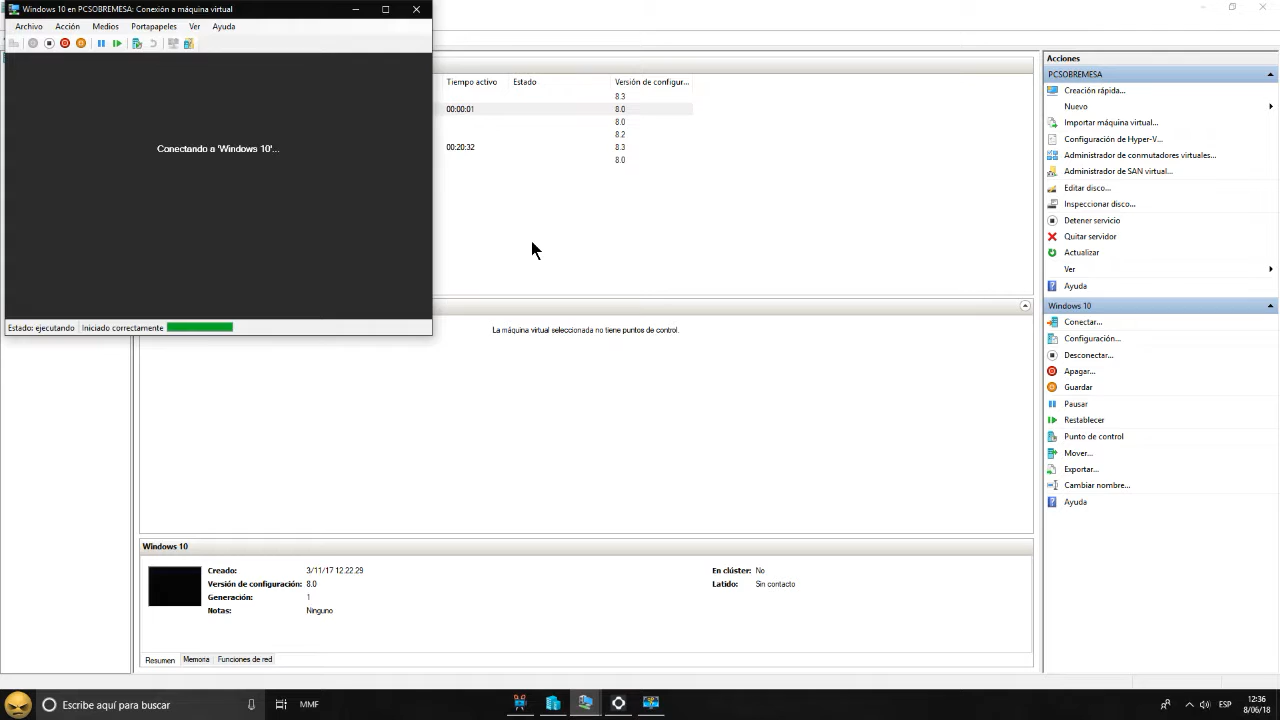 Windows 10 en PCSOBREMESA: Conexión a máquina virtual
Archivo Acción Medios Portapapeles Ver Ayuda
Conectando a 'Windows 10'...
Estado: ejecutando Iniciado correctamente
Tiempo activo Estado Versión de configur...
8.3
00:00:01 8.0
8.0
8.2
00:20:32 8.3
8.0
La máquina virtual seleccionada no tiene puntos de control.
Windows 10
Creado: 3/11/17 12.22.29 En clúster: No
Versión de configuración: 8.0 Latido: Sin contacto
Generación: 1
Notas: Ninguno
Resumen Memoria Funciones de red
Acciones
PCSOBREMESA
Creación rápida...
Nuevo
Importar máquina virtual...
Configuración de Hyper-V...
Administrador de conmutadores virtuales...
Administrador de SAN virtual...
Editar disco...
Inspeccionar disco...
Detener servicio
Quitar servidor
Actualizar
Ver
Ayuda
Windows 10
Conectar...
Configuración...
Desconectar...
Apagar...
Guardar
Pausar
Restablecer
Punto de control
Mover...
Exportar...
Cambiar nombre...
Ayuda
Escribe aquí para buscar MMF ESP 12:36
8/06/18